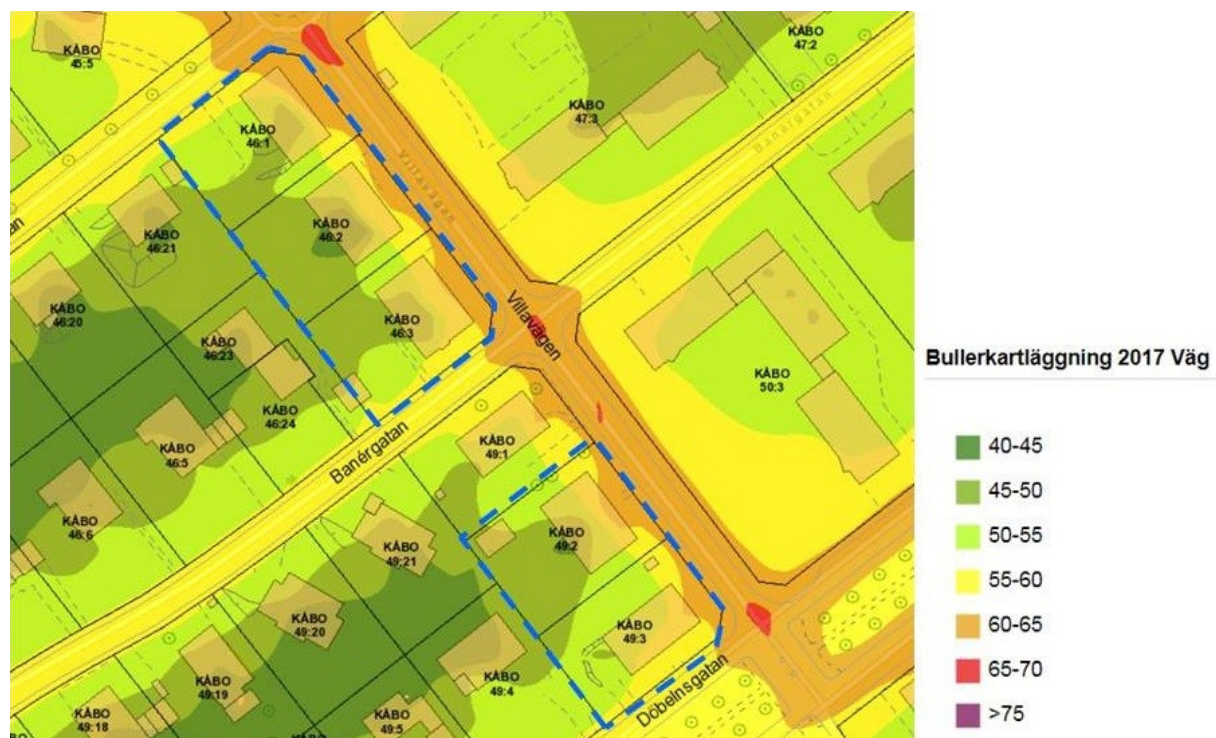 KÅBO
45:5
KÅBO
47:2
KÅBO
47:3
Banérgatan
KÅBO
46:1
Villavägen
KÅBO
46:2
KÅBO
46:21
KÅBO
46:20
KÅBO
46:3
KÅBO
46:23
Villavägen
KÅBO
50:3
KÅBO
46:24
KÅBO
46:5
Banérgatan
KÅBO
49:1
KÅBO
46:6
KÅBO
49:2
KÅBO
49:21
KÅBO
49:20
KÅBO
49:3
KÅBO
49:4
KÅBO
49:19
Döbelnsgatan
KÅBO
49:18
KÅBO
49:5
Bullerkartläggning 2017 Väg
40-45
45-50
50-55
55-60
60-65
65-70
>75